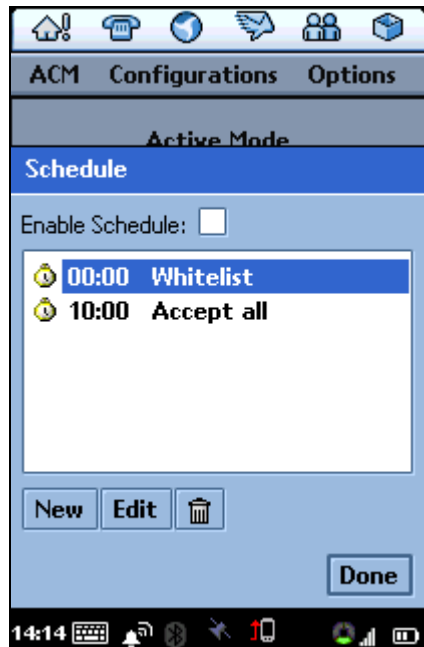 ACM Configurations Options
Active Mode
Schedule
Enable Schedule:
00:00 Whitelist
10:00 Accept all
New Edit
Done
14:14